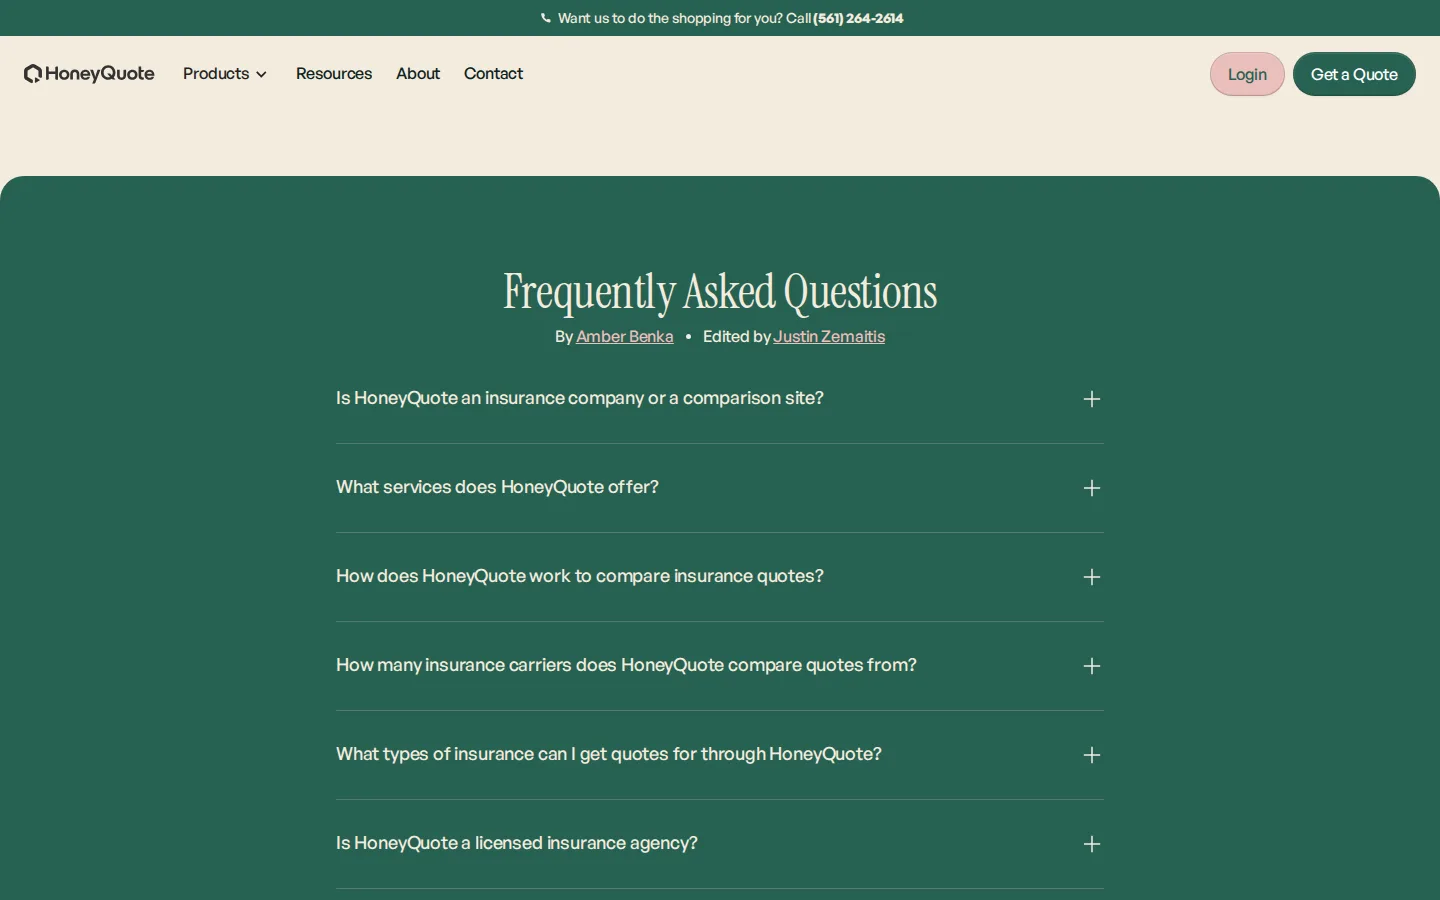 Want us to do the shopping for you? Call (561) 264-2614
HoneyQuote Products Resources About Contact Login Get a Quote
Frequently Asked Questions
By Amber Benka • Edited by Justin Zemaitis
Is HoneyQuote an insurance company or a comparison site?
What services does HoneyQuote offer?
How does HoneyQuote work to compare insurance quotes?
How many insurance carriers does HoneyQuote compare quotes from?
What types of insurance can I get quotes for through HoneyQuote?
Is HoneyQuote a licensed insurance agency?